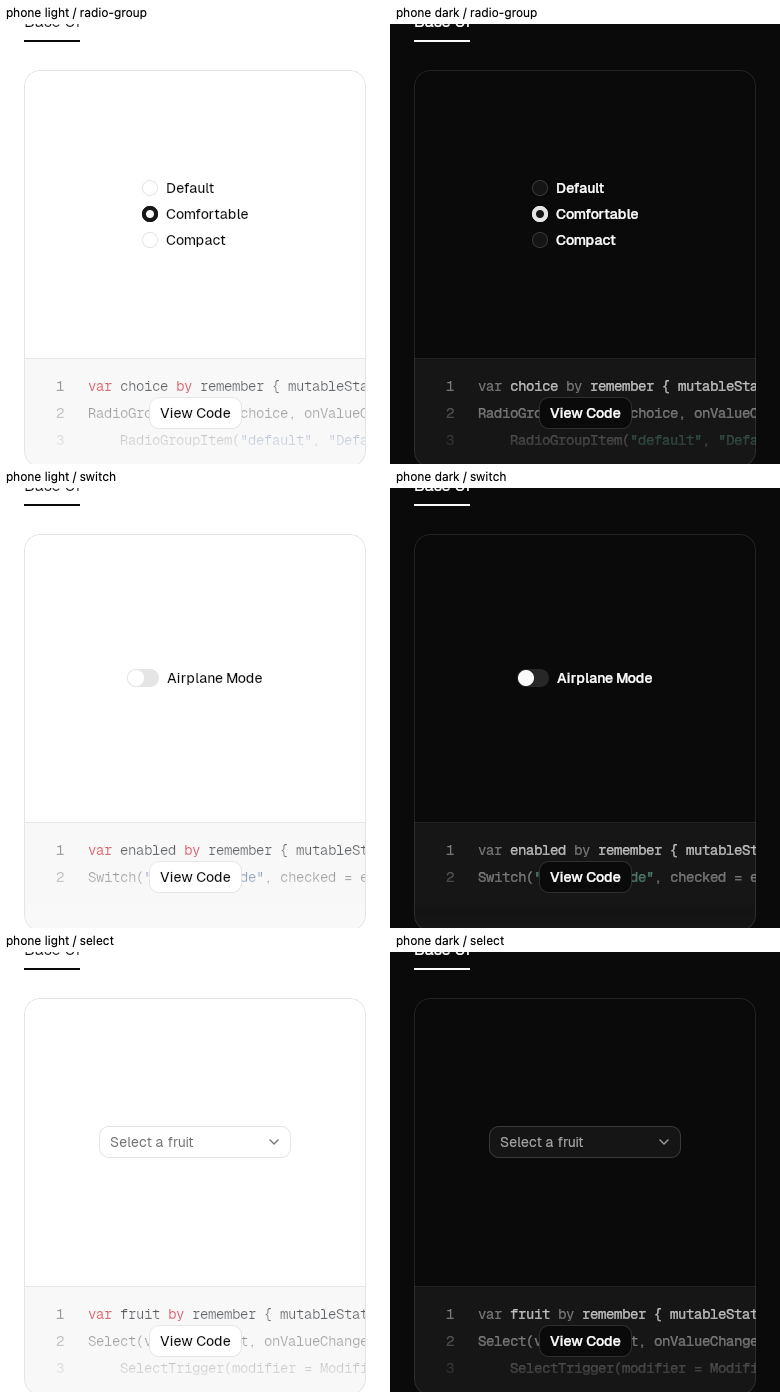 phone light / radio-group
phone dark / radio-group
Default
Comfortable
Compact
Default
Comfortable
Compact
1 var choice by remember { mutableSta
2 RadioGro View Code choice, onValueC
3 RadioGroupItem("default", "Defa
1 var choice by remember { mutableSta
2 RadioGro View Code choice, onValueC
3 RadioGroupItem("default", "Defa
phone light / switch
phone dark / switch
Airplane Mode
Airplane Mode
1 var enabled by remember { mutableSt
2 Switch(" View Code de", checked = e
1 var enabled by remember { mutableSt
2 Switch(" View Code de", checked = e
phone light / select
phone dark / select
Select a fruit
Select a fruit
1 var fruit by remember { mutableStat
2 Select(v View Code t, onValueChange
3 SelectTrigger(modifier = Modifi
1 var fruit by remember { mutableStat
2 Select(v View Code t, onValueChange
3 SelectTrigger(modifier = Modifi